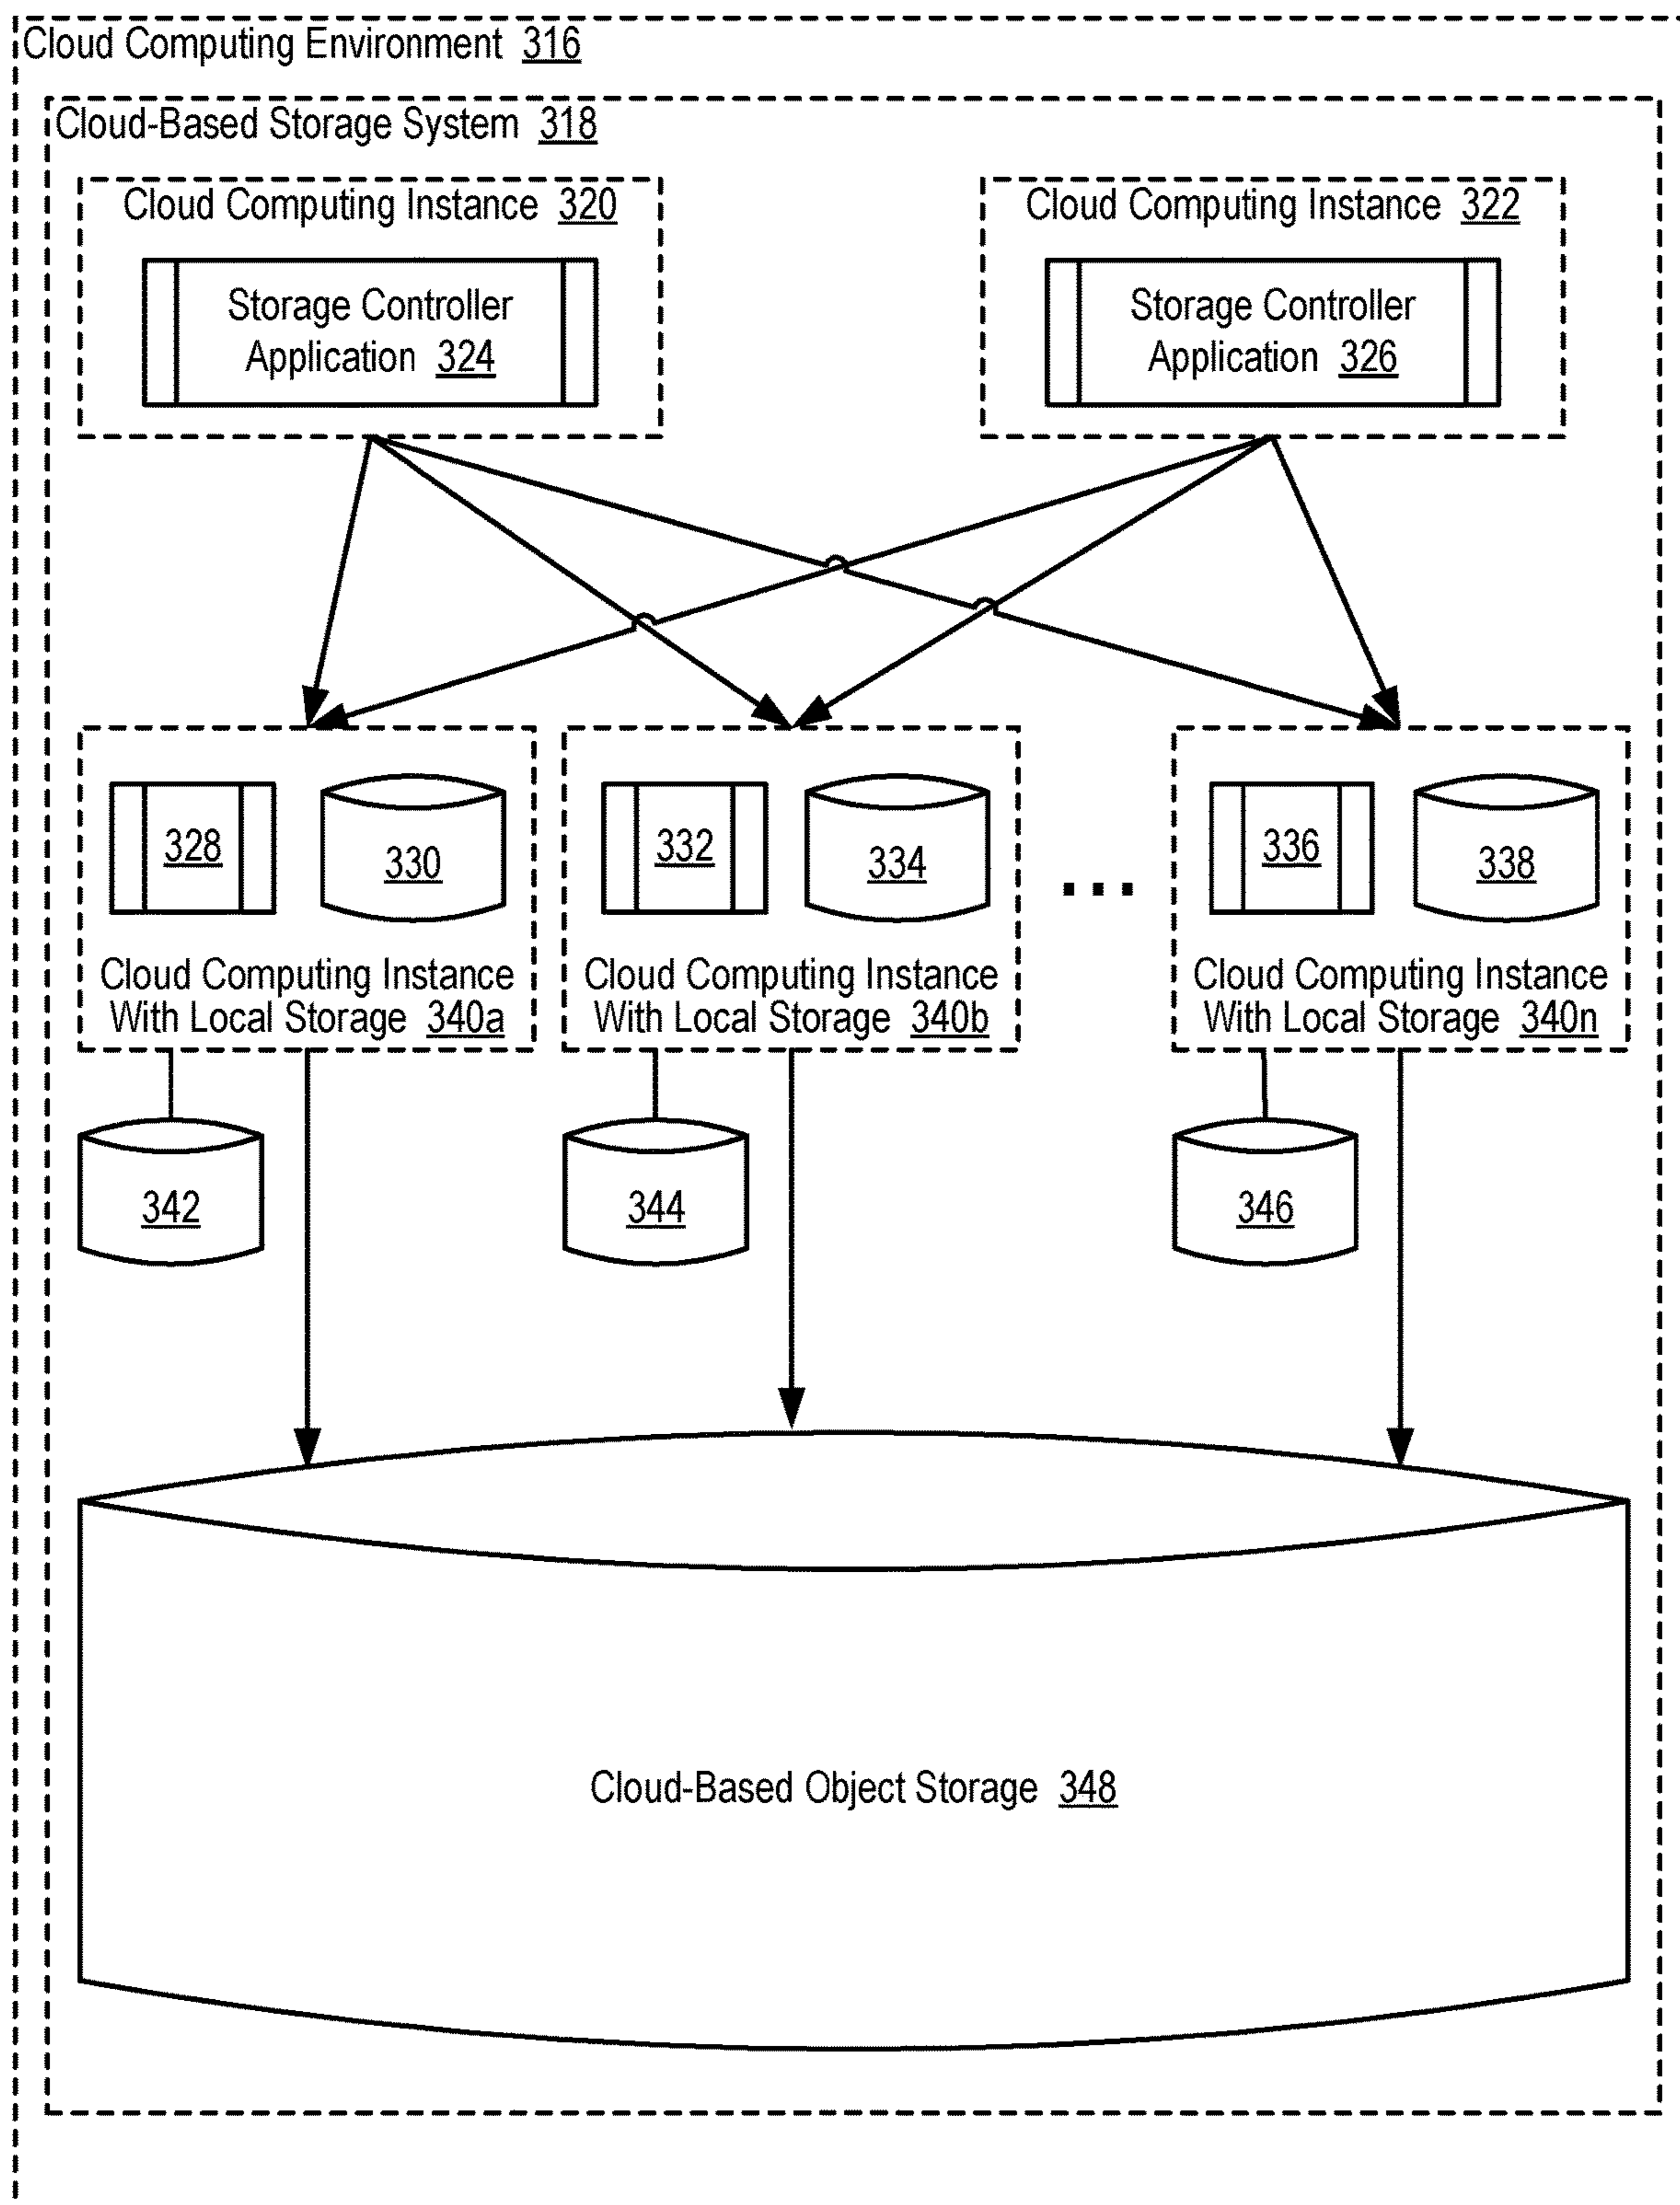 Cloud Computing Environment 316
Cloud-Based Storage System 318
Cloud Computing Instance 320
Storage Controller
Application 324
Cloud Computing Instance 322
Storage Controller
Application 326
328
330
Cloud Computing Instance
With Local Storage 340a
332
334
Cloud Computing Instance
With Local Storage 340b
...
336
338
Cloud Computing Instance
With Local Storage 340n
342
344
346
Cloud-Based Object Storage 348